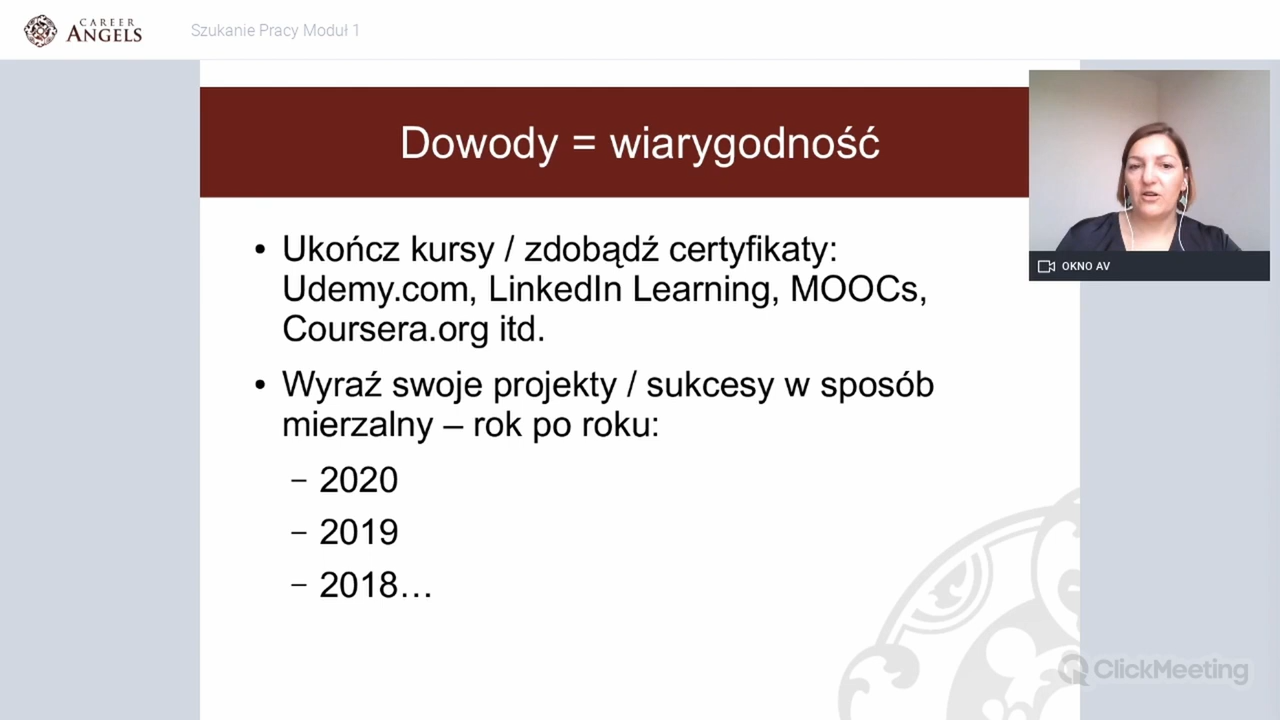 CAREER
ANGELS
Szukanie Pracy Moduł 1
Dowody = wiarygodność
OKNO AV
• Ukończ kursy / zdobądź certyfikaty:
Udemy.com, LinkedIn Learning, MOOCs,
Coursera.org itd.
• Wyraź swoje projekty / sukcesy w sposób
mierzalny – rok po roku:
– 2020
– 2019
– 2018…
ClickMeeting